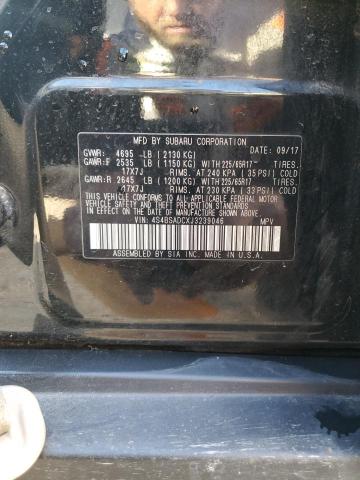 MFD BY SUBARU CORPORATION DATE: 09/17
GVWR: 4695 LB ( 2130 KG)
GAWR:F 2535 LB ( 1150 KG) WITH 225/65R17 TIRES.
17X7J RIMS. AT 240 KPA ( 35 PSI) COLD
GAWR:R 2645 LB ( 1200 KG) WITH 225/65R17 TIRES.
17X7J RIMS. AT 230 KPA ( 33 PSI) COLD
THIS VEHICLE CONFORMS TO ALL APPLICABLE FEDERAL MOTOR
VEHICLE SAFETY AND THEFT PREVENTION STANDARDS IN EFFECT
ON THE DATE OF MANUFACTURE SHOWN ABOVE.
VIN: 4S4BSADCXJ3239046 MPV
ASSEMBLED BY SIA INC. MADE IN U.S.A.